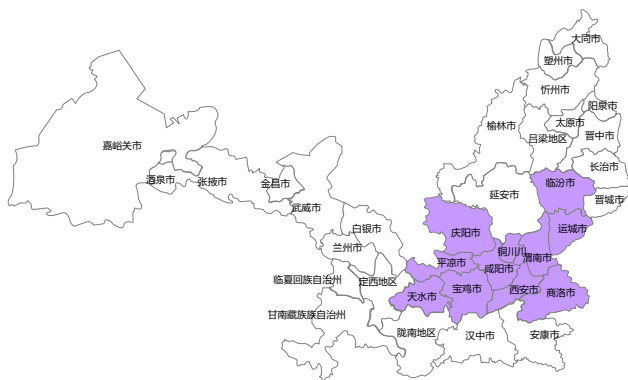 大同市
塑州市
忻州市
阳泉市
太原市
榆林市
吕梁地区
晋中市
嘉峪关市
长治市
酒泉市
张掖市
金昌市
临汾市
延安市
晋城市
武威市
白银市
庆阳市
运城市
兰州市
铜川川
渭南市
平凉市
咸阳市
临夏回族自治州
定西地区
宝鸡市
西安市
商洛市
天水市
甘南藏族族自治州
陇南地区
汉中市
安康市